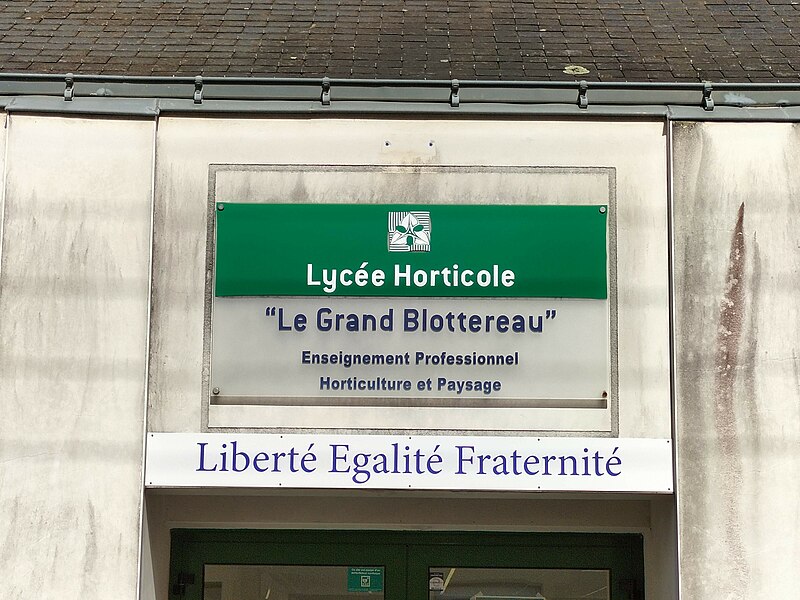 Lycée Horticole
"Le Grand Blottereau"
Enseignement Professionnel
Horticulture et Paysage
Liberté Egalité Fraternité